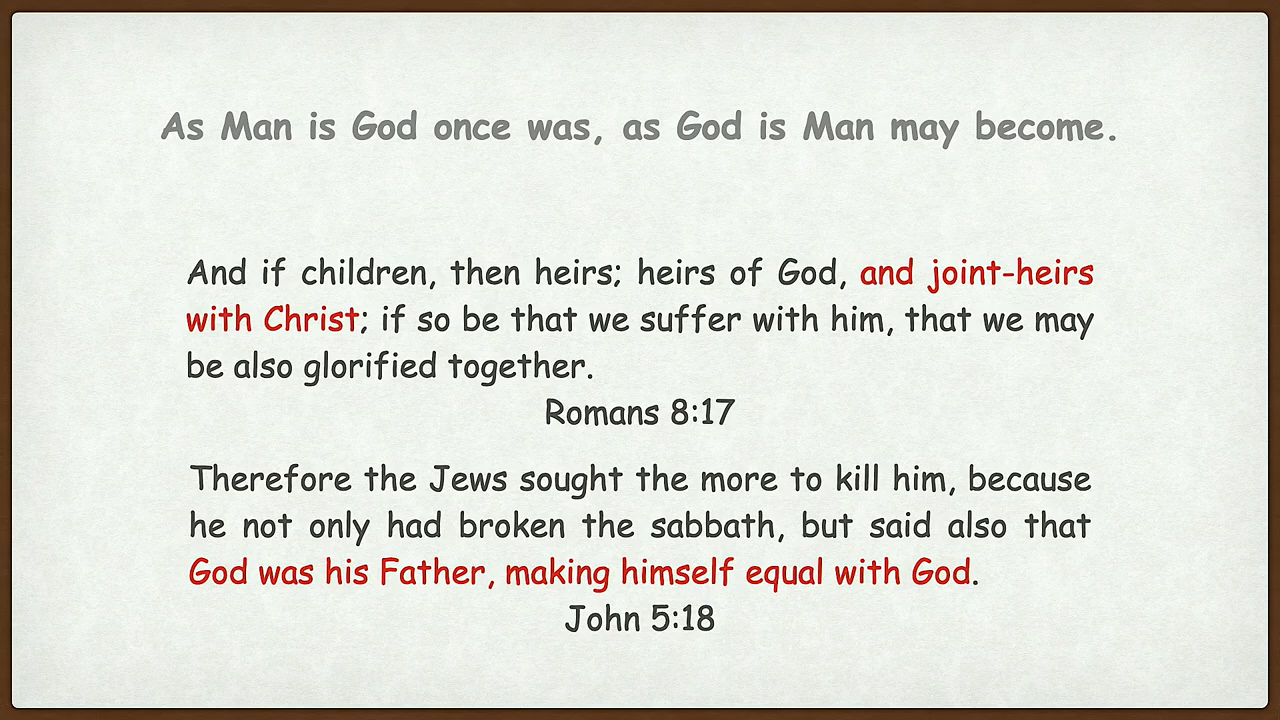 As Man is God once was, as God is Man may become.
And if children, then heirs; heirs of God, and joint-heirs
with Christ; if so be that we suffer with him, that we may
be also glorified together.
Romans 8:17
Therefore the Jews sought the more to kill him, because
he not only had broken the sabbath, but said also that
God was his Father, making himself equal with God.
John 5:18